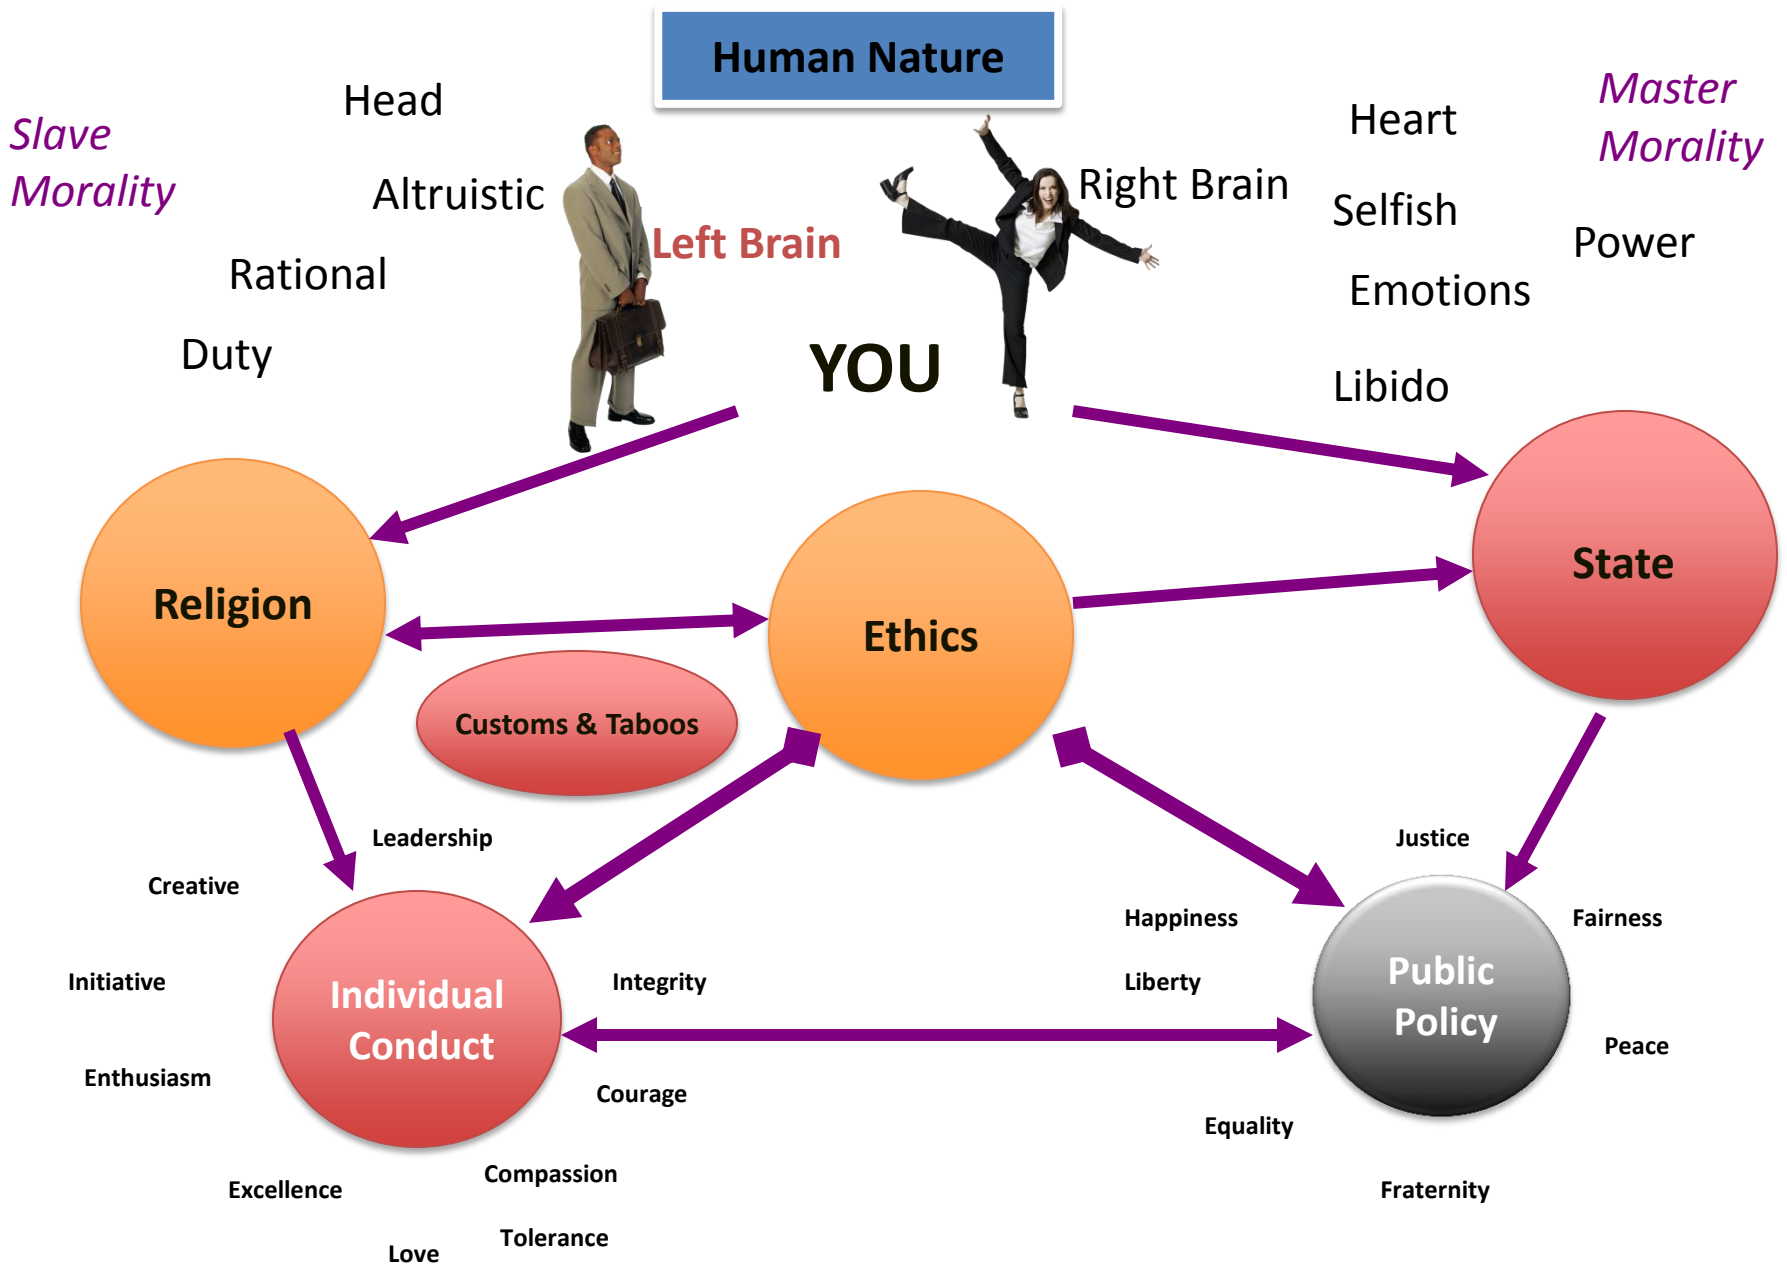 Human Nature
Slave
Morality
Head
Altruistic
Rational
Duty
Left Brain
Right Brain
YOU
Heart
Selfish
Emotions
Libido
Master
Morality
Power
Religion
Ethics
State
Customs & Taboos
Leadership
Creative
Initiative
Enthusiasm
Excellence
Love
Tolerance
Compassion
Courage
Integrity
Individual
Conduct
Justice
Happiness
Liberty
Equality
Fraternity
Peace
Fairness
Public
Policy